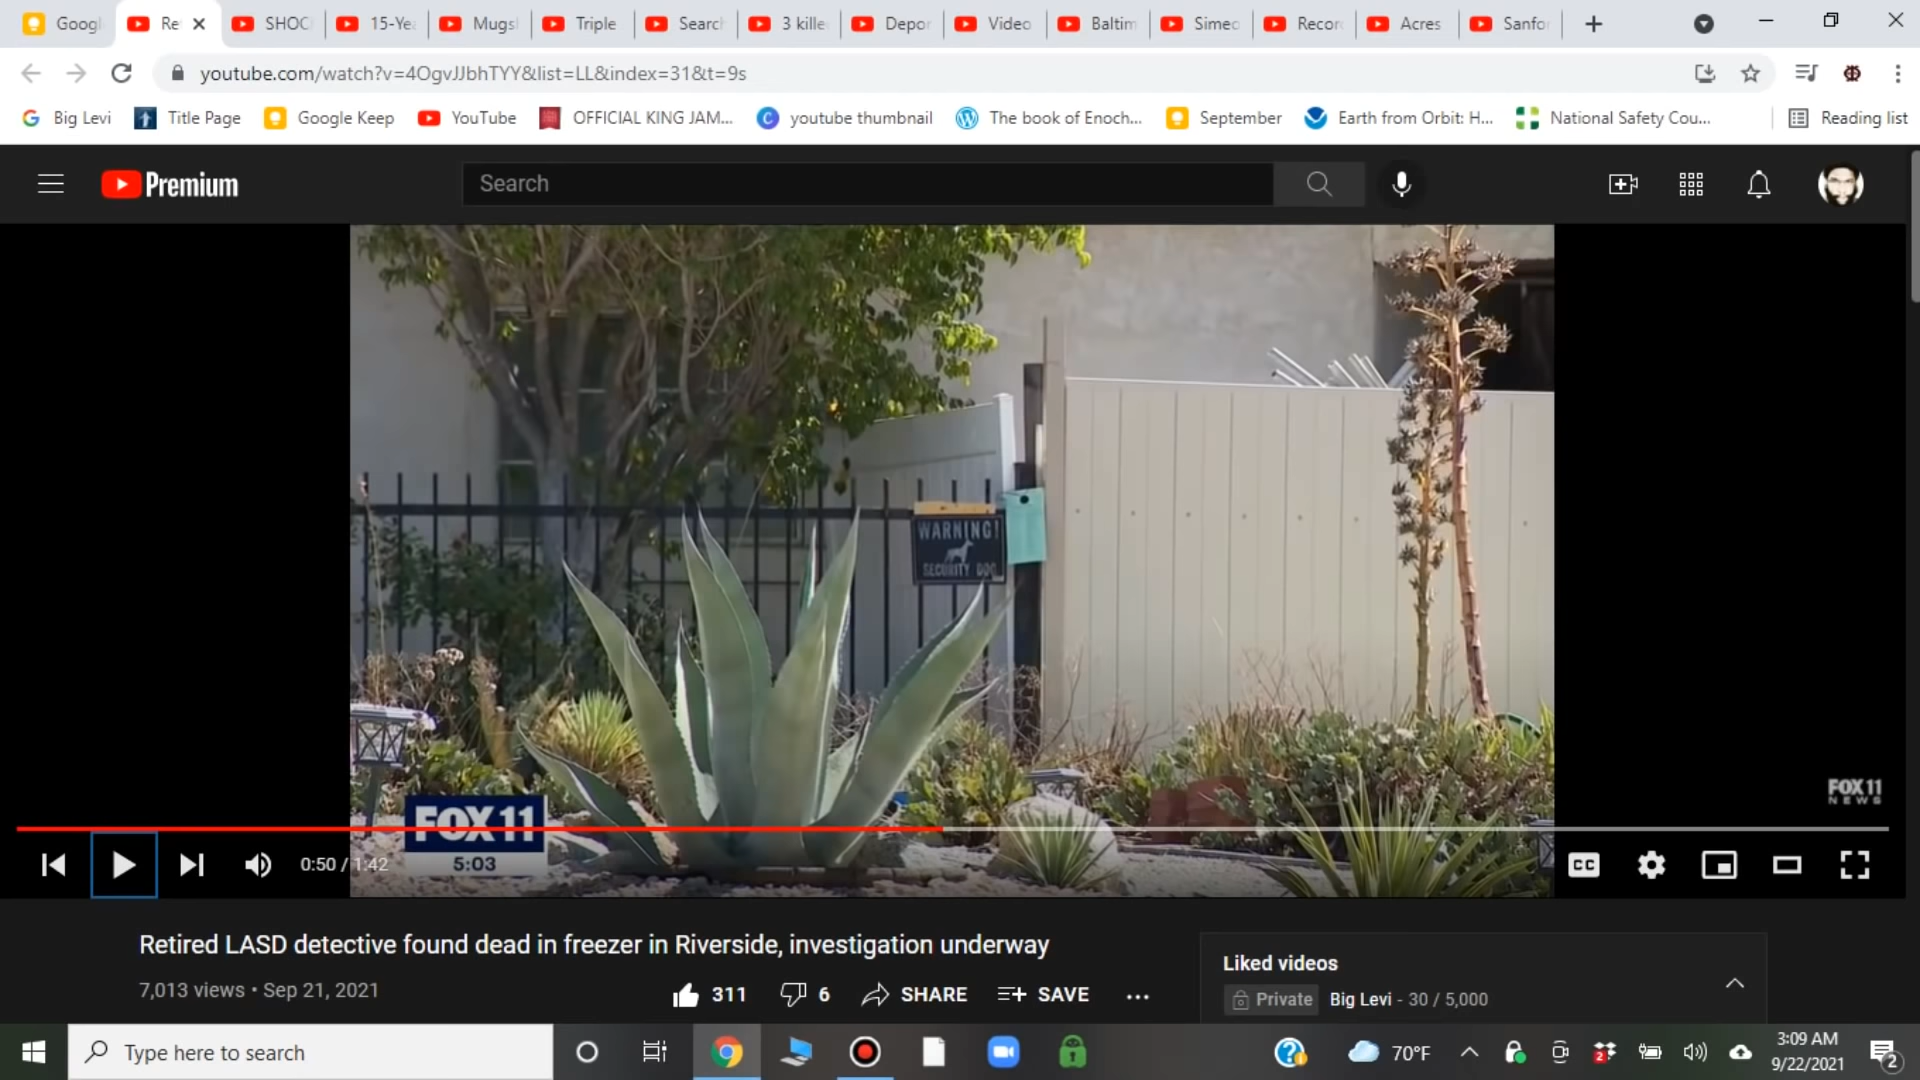 Googl
Re
SHOC
15-Ye
Mugs
Triple
Search
3 kille
Depor
Video
Baltim
Simeo
Recor
Acres
Sanfor
youtube.com/watch?v=4OgvJJbhTYY&list=LL&index=31&t=9s
Big Levi
Title Page
Google Keep
YouTube
OFFICIAL KING JAM...
youtube thumbnail
The book of Enoch...
September
Earth from Orbit: H...
National Safety Cou...
Reading list
Premium
Search
WARNING!
SECURITY DOG
FOX 11
NEWS
FOX 11
5:03
0:50 / 1:42
CC
Retired LASD detective found dead in freezer in Riverside, investigation underway
7,013 views • Sep 21, 2021
311
6
SHARE
SAVE
Liked videos
Private
Big Levi - 30 / 5,000
Type here to search
70°F
3:09 AM
9/22/2021
2
2